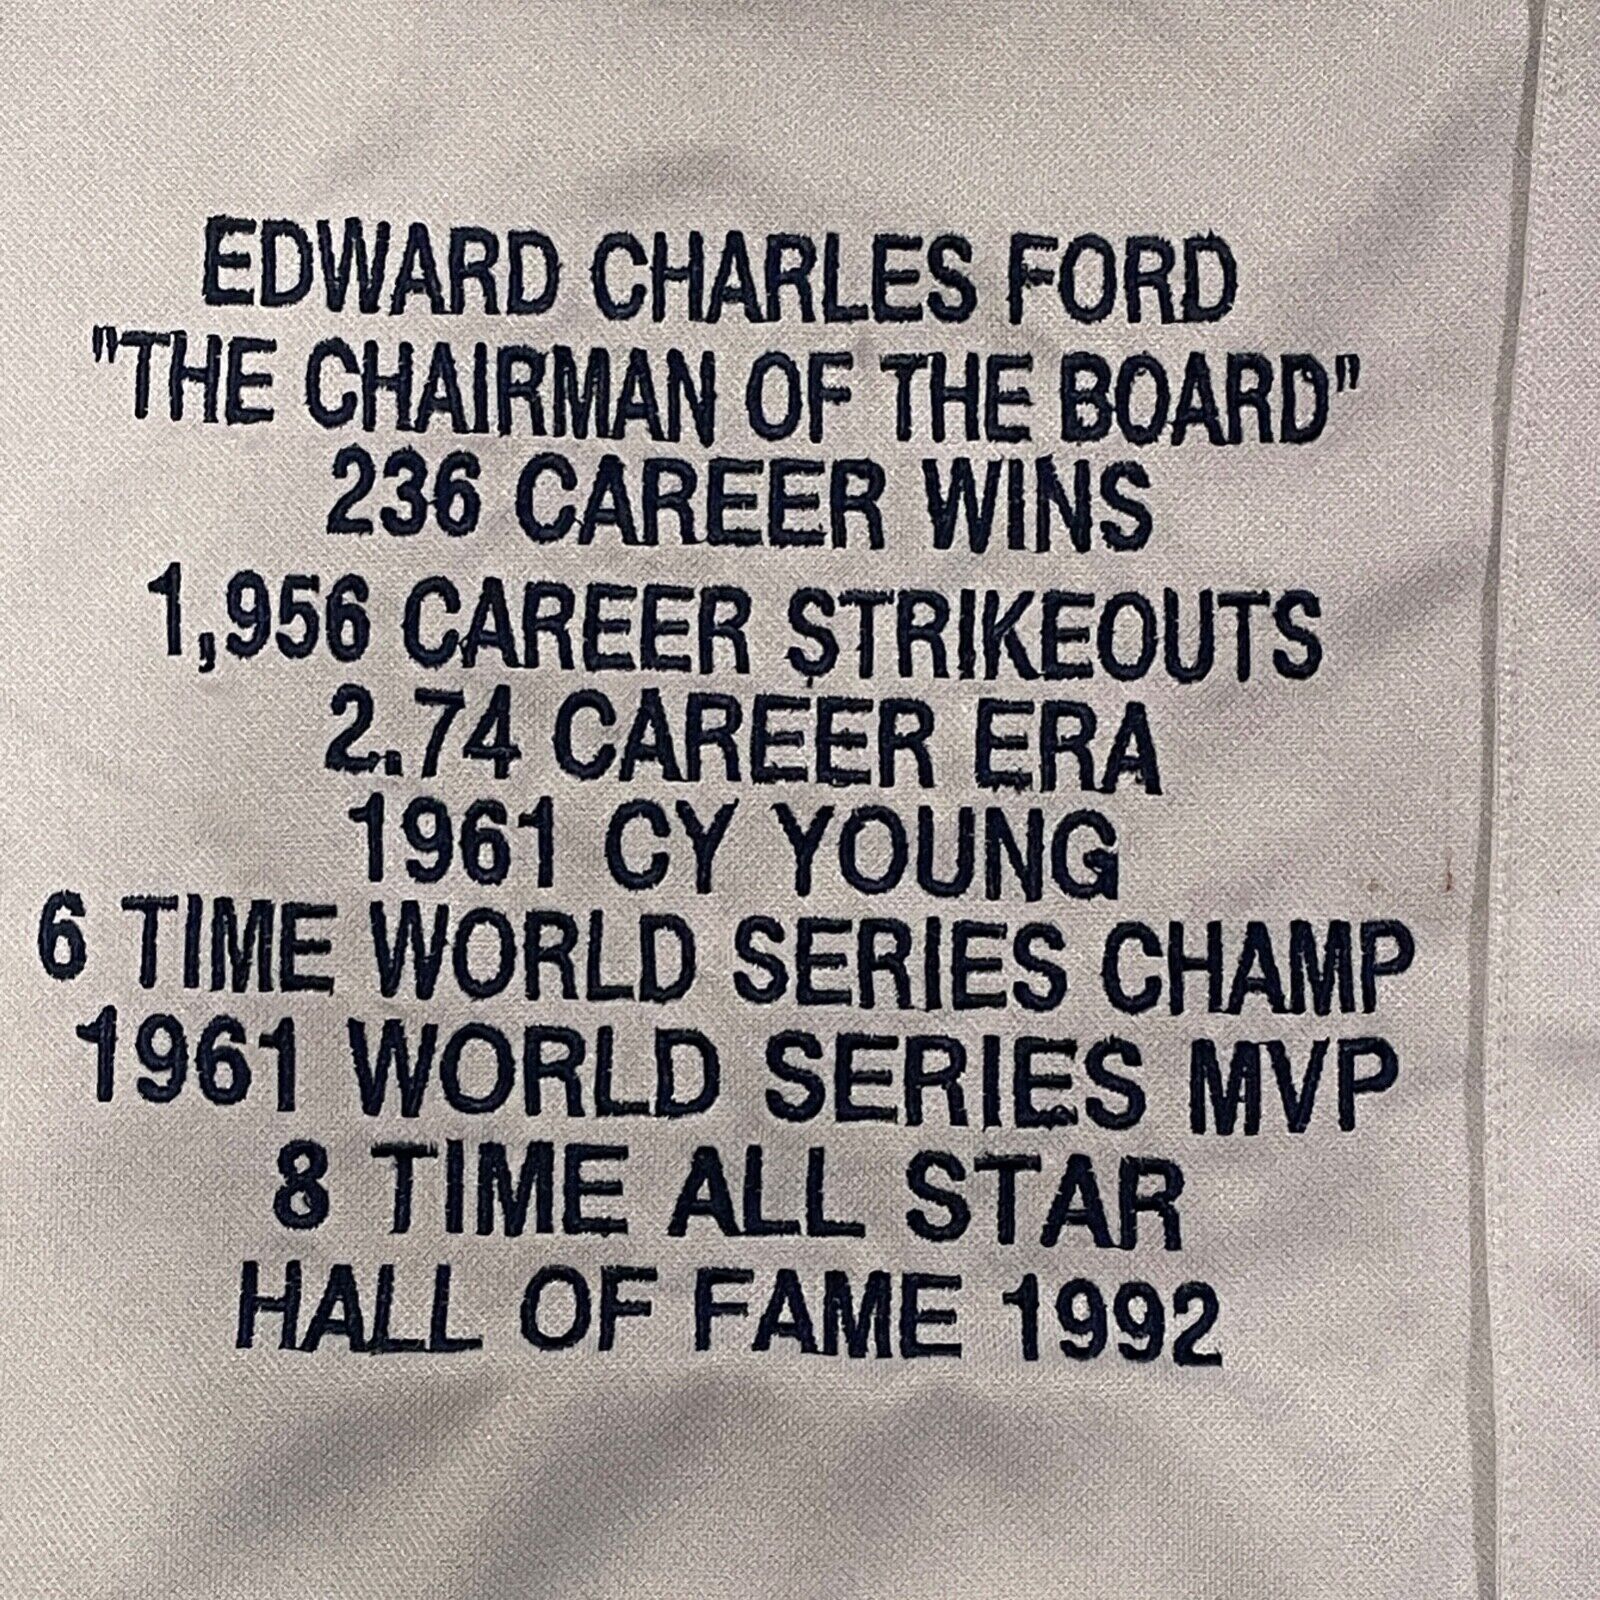 EDWARD CHARLES FORD
"THE CHAIRMAN OF THE BOARD"
236 CAREER WINS
1,956 CAREER STRIKEOUTS
2.74 CAREER ERA
1961 CY YOUNG
6 TIME WORLD SERIES CHAMP
1961 WORLD SERIES MVP
8 TIME ALL STAR
HALL OF FAME 1992